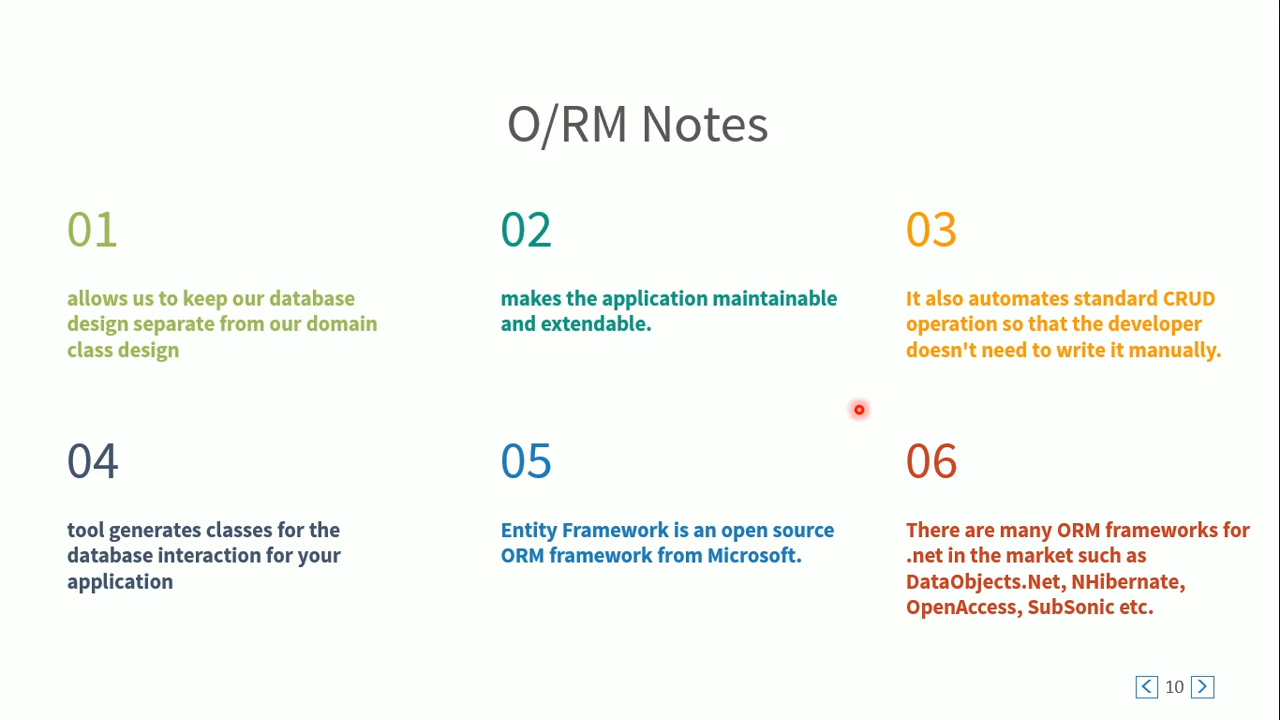 O/RM Notes
01
allows us to keep our database
design separate from our domain
class design
02
makes the application maintainable
and extendable.
03
It also automates standard CRUD
operation so that the developer
doesn't need to write it manually.
04
tool generates classes for the
database interaction for your
application
05
Entity Framework is an open source
ORM framework from Microsoft.
06
There are many ORM frameworks for
.net in the market such as
DataObjects.Net, NHibernate,
OpenAccess, SubSonic etc.
10